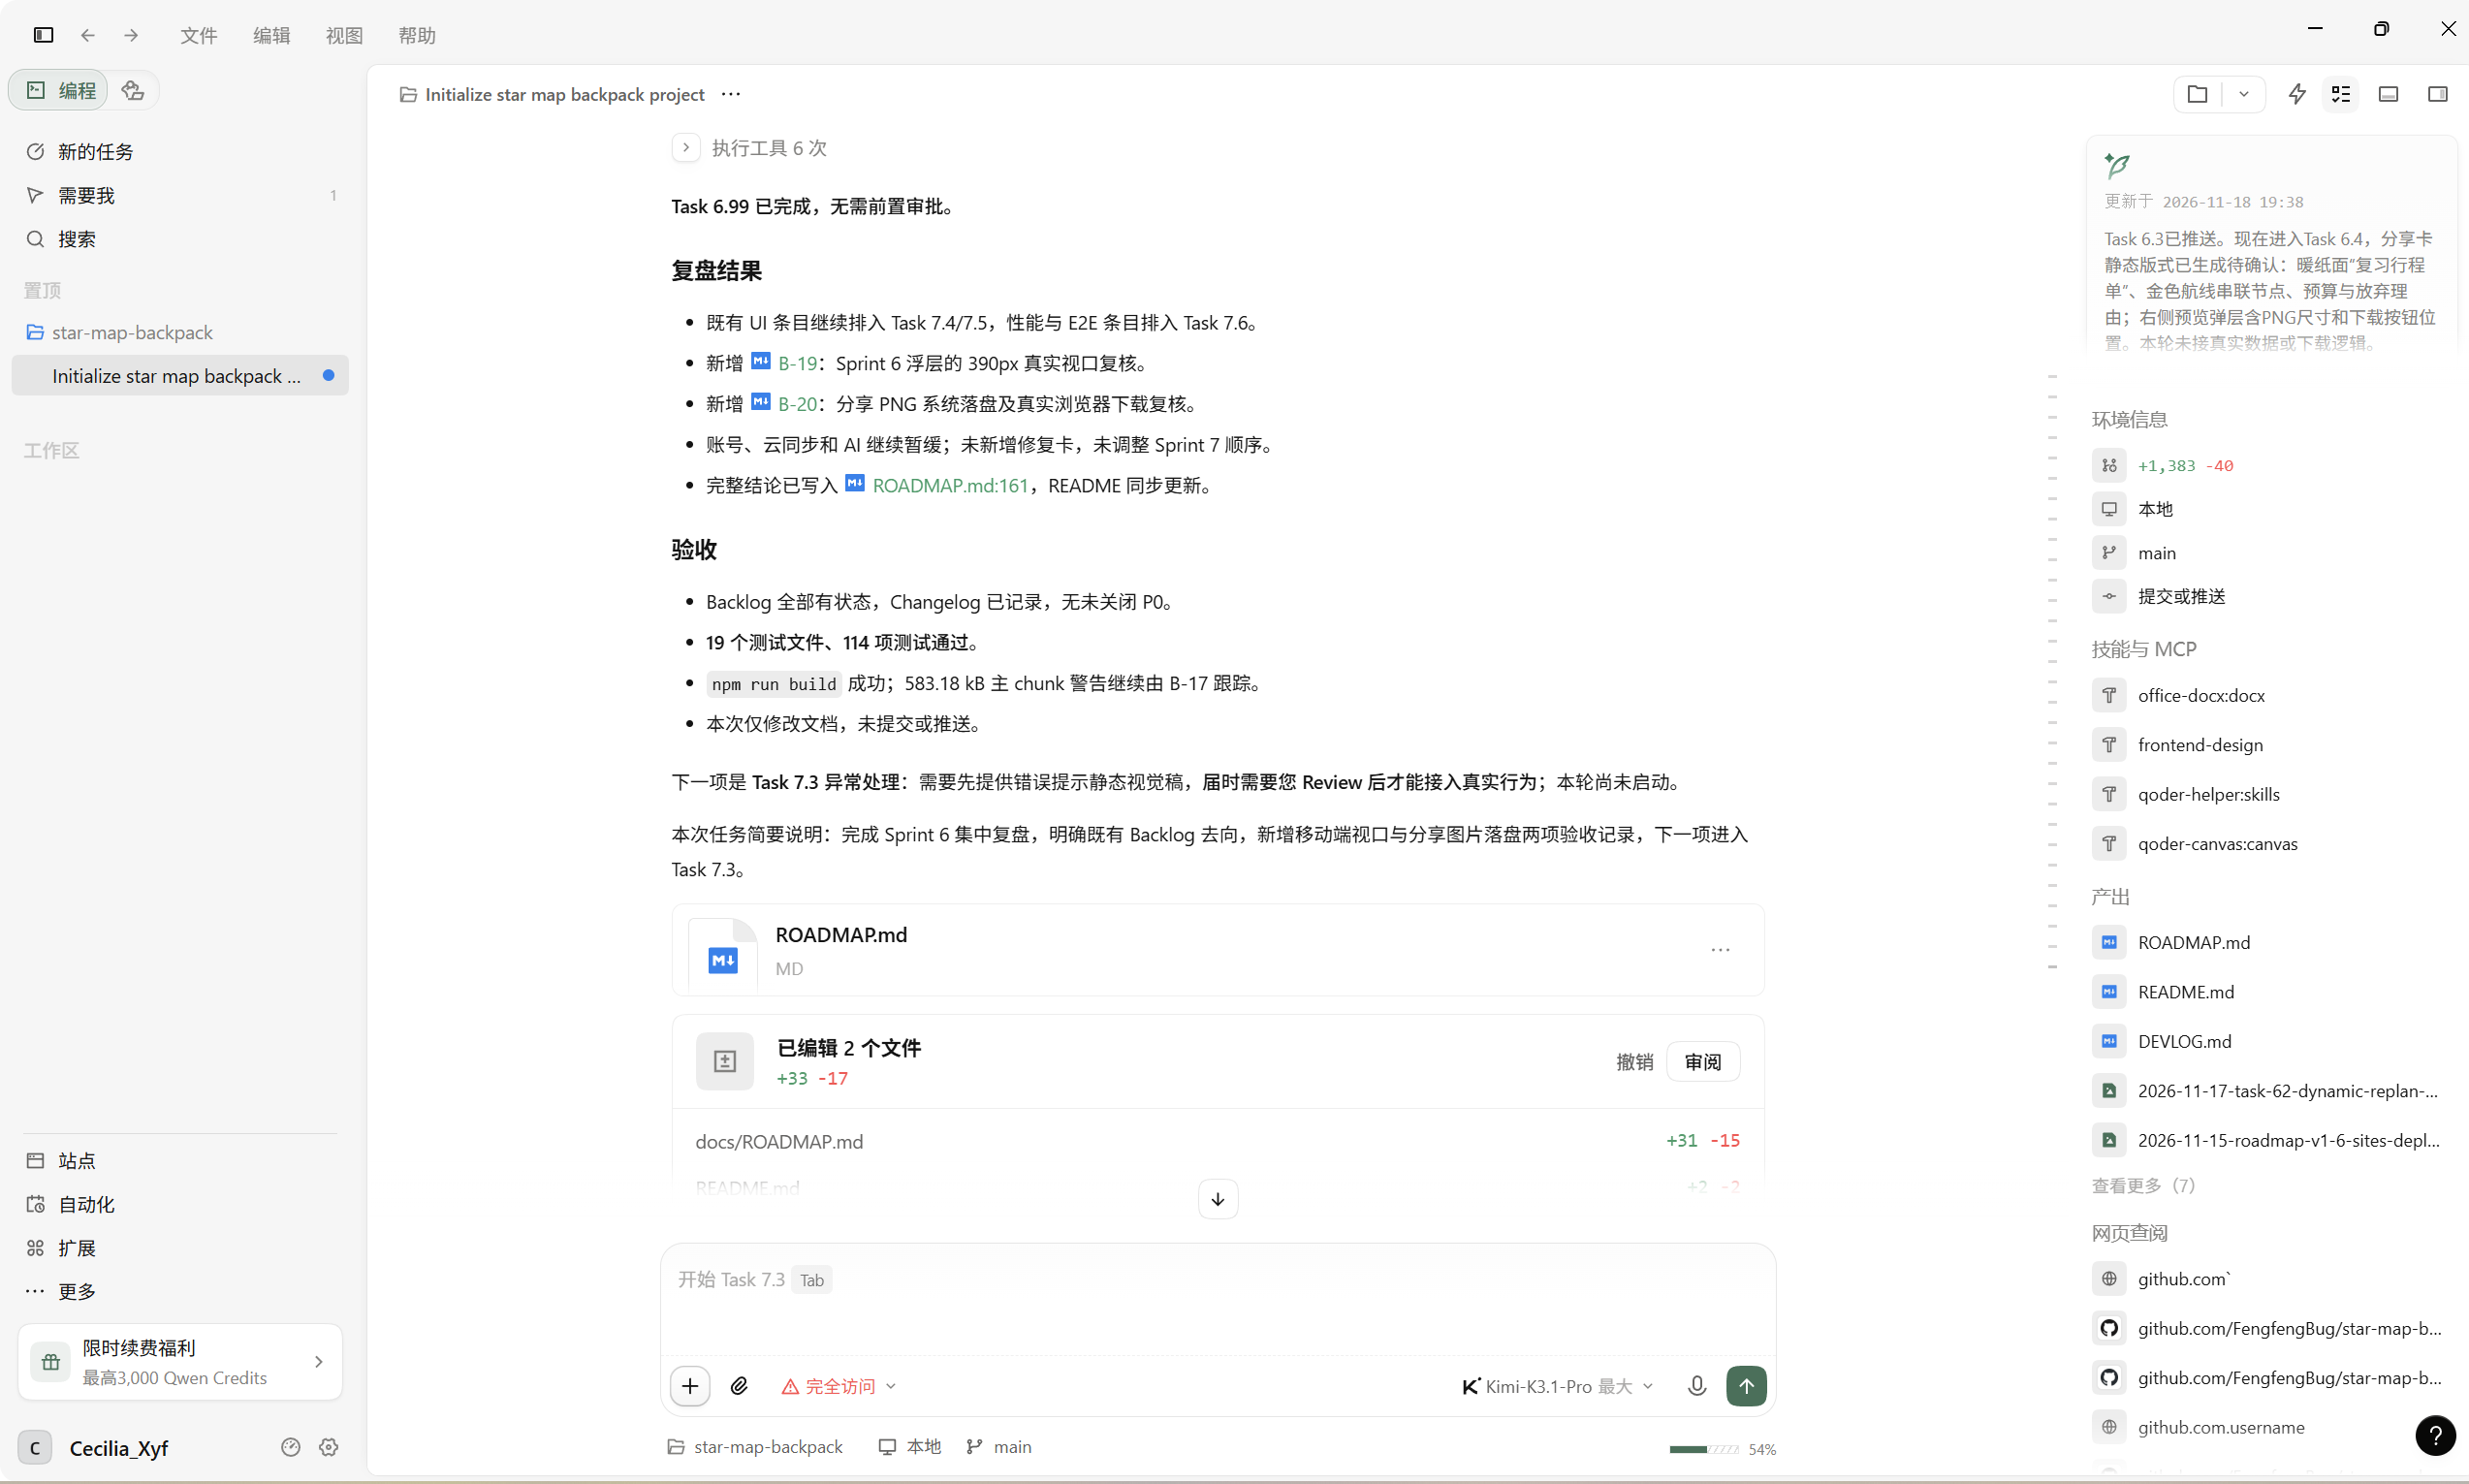 文件 编辑 视图 帮助
编程
新的任务
需要我 1
搜索
置顶
star-map-backpack
Initialize star map backpack ...
工作区
站点
自动化
扩展
更多
限时续费福利
最高3,000 Qwen Credits
C Cecilia_Xyf
Initialize star map backpack project ...
执行工具 6 次
Task 6.99 已完成，无需前置审批。
复盘结果
既有 UI 条目继续排入 Task 7.4/7.5，性能与 E2E 条目排入 Task 7.6。
新增 M↓ B-19：Sprint 6 浮层的 390px 真实视口复核。
新增 M↓ B-20：分享 PNG 系统落盘及真实浏览器下载复核。
账号、云同步和 AI 继续暂缓；未新增修复卡，未调整 Sprint 7 顺序。
完整结论已写入 M↓ ROADMAP.md:161，README 同步更新。
验收
Backlog 全部有状态，Changelog 已记录，无未关闭 P0。
19 个测试文件、114 项测试通过。
npm run build 成功；583.18 kB 主 chunk 警告继续由 B-17 跟踪。
本次仅修改文档，未提交或推送。
下一项是 Task 7.3 异常处理：需要先提供错误提示静态视觉稿，届时需要您 Review 后才能接入真实行为；本轮尚未启动。
本次任务简要说明：完成 Sprint 6 集中复盘，明确既有 Backlog 去向，新增移动端视口与分享图片落盘两项验收记录，下一项进入
Task 7.3。
M↓ ROADMAP.md
MD
已编辑 2 个文件
+33 -17
撤销 审阅
docs/ROADMAP.md +31 -15
README.md +2 -2
开始 Task 7.3 Tab
完全访问
Kimi-K3.1-Pro 最大
star-map-backpack 本地 main
54%
更新于 2026-11-18 19:38
Task 6.3已推送。现在进入Task 6.4，分享卡
静态版式已生成待确认：暖纸面“复习行程
单”、金色航线串联节点、预算与放弃理
由；右侧预览弹层含PNG尺寸和下载按钮位
置。本轮未接真实数据或下载逻辑。
环境信息
+1,383 -40
本地
main
提交或推送
技能与 MCP
office-docx:docx
frontend-design
qoder-helper:skills
qoder-canvas:canvas
产出
M↓ ROADMAP.md
M↓ README.md
M↓ DEVLOG.md
2026-11-17-task-62-dynamic-replan-...
2026-11-15-roadmap-v1-6-sites-depl...
查看更多（7）
网页查阅
github.com`
github.com/FengfengBug/star-map-b...
github.com/FengfengBug/star-map-b...
github.com.username
?